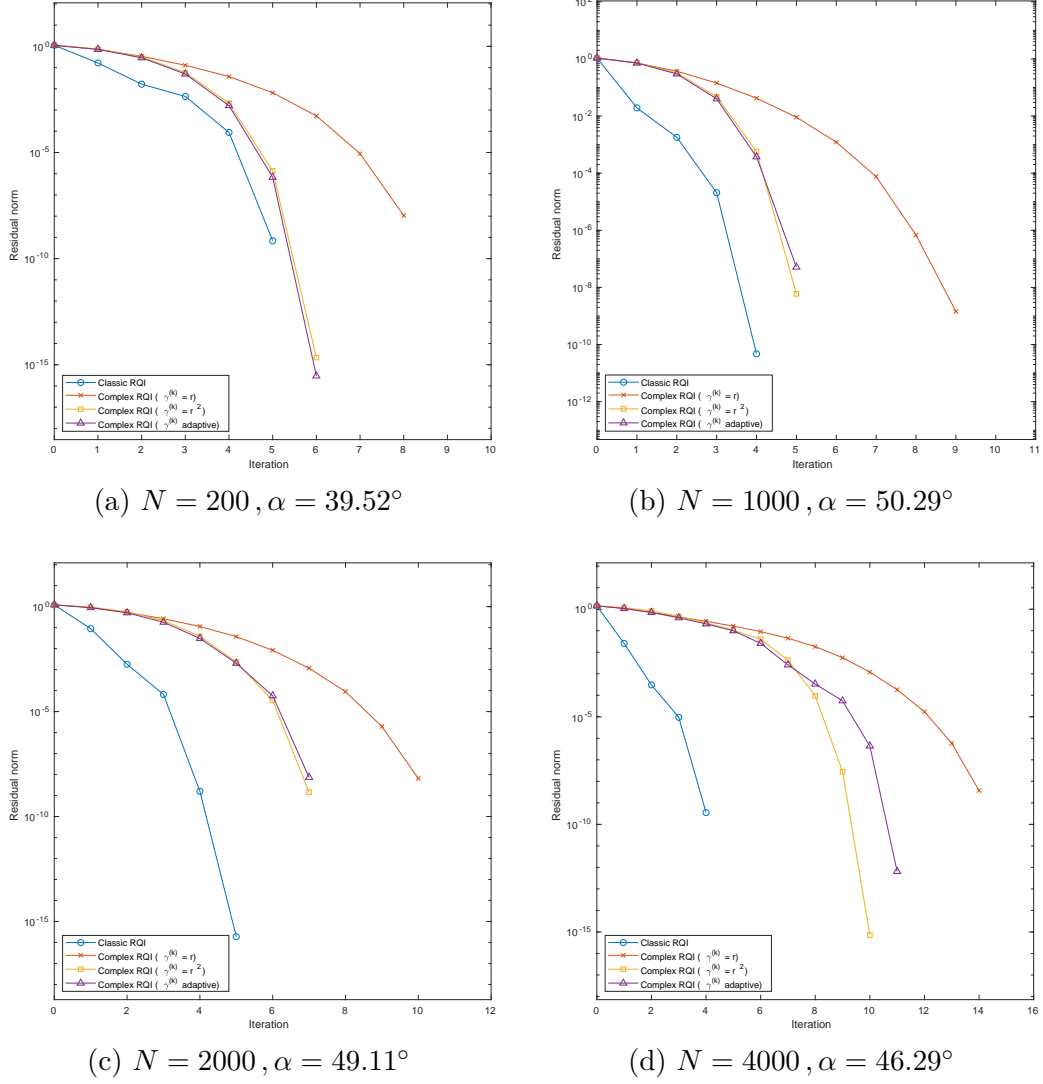 10^0
10^-5
10^-10
10^-15
Residual norm
0 1 2 3 4 5 6 7 8 9 10
Iteration
Classic RQI
Complex RQI ( γ^(k) = r)
Complex RQI ( γ^(k) = r^2)
Complex RQI ( γ^(k) adaptive)
(a) N = 200 , α = 39.52°
10^2
10^0
10^-2
10^-4
10^-6
10^-8
10^-10
10^-12
Residual norm
0 1 2 3 4 5 6 7 8 9 10 11
Iteration
Classic RQI
Complex RQI ( γ^(k) = r)
Complex RQI ( γ^(k) = r^2)
Complex RQI ( γ^(k) adaptive)
(b) N = 1000 , α = 50.29°
10^0
10^-5
10^-10
10^-15
Residual norm
0 2 4 6 8 10 12
Iteration
Classic RQI
Complex RQI ( γ^(k) = r)
Complex RQI ( γ^(k) = r^2)
Complex RQI ( γ^(k) adaptive)
(c) N = 2000 , α = 49.11°
10^0
10^-5
10^-10
10^-15
Residual norm
0 2 4 6 8 10 12 14 16
Iteration
Classic RQI
Complex RQI ( γ^(k) = r)
Complex RQI ( γ^(k) = r^2)
Complex RQI ( γ^(k) adaptive)
(d) N = 4000 , α = 46.29°